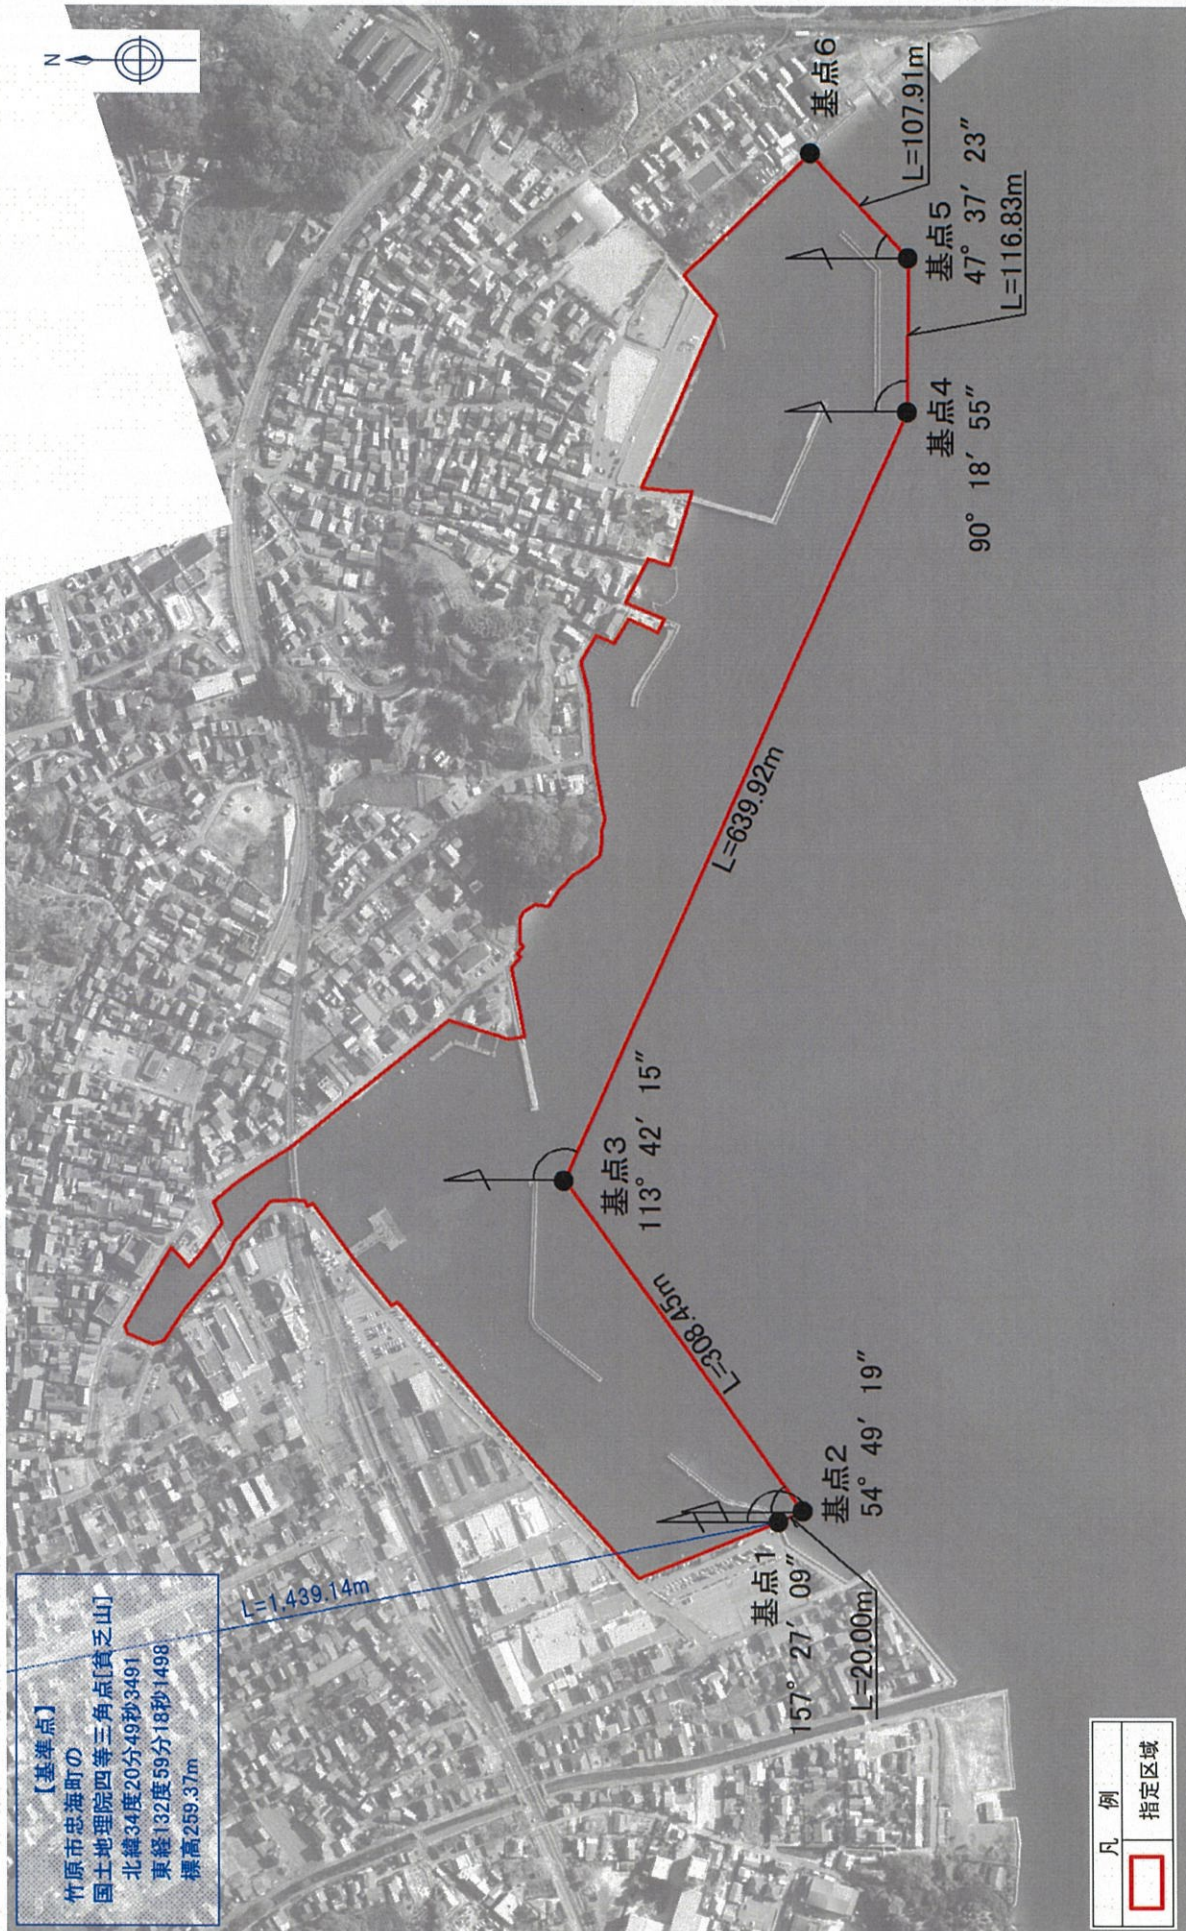 N
【基準点】
竹原市忠海町の
国土地理院四等三角点[貧乏山]
北緯34度20分49秒3491
東経132度59分18秒1498
標高259.37m
L=1,439.14m
基点1
157° 27′ 09″
L=20.00m
基点2
54° 49′ 19″
L=308.45m
基点3
113° 42′ 15″
L=639.92m
基点4
90° 18′ 55″
L=116.83m
基点5
47° 37′ 23″
L=107.91m
基点6
凡 例
指定区域